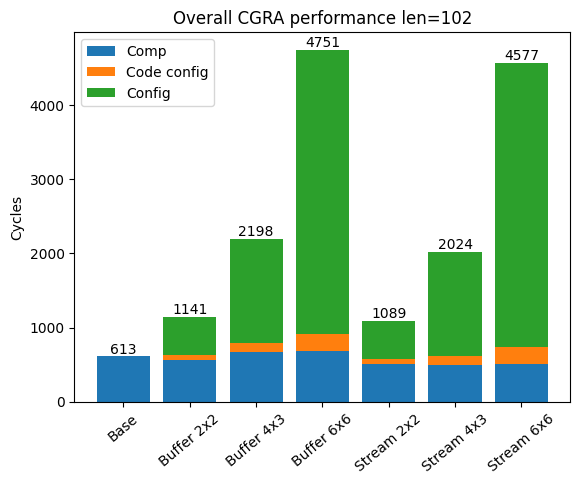 Overall CGRA performance len=102
Comp
Code config
Config
4751
4577
2198
2024
1141
1089
613
Cycles
4000
3000
2000
1000
0
Base
Buffer 2x2
Buffer 4x3
Buffer 6x6
Stream 2x2
Stream 4x3
Stream 6x6